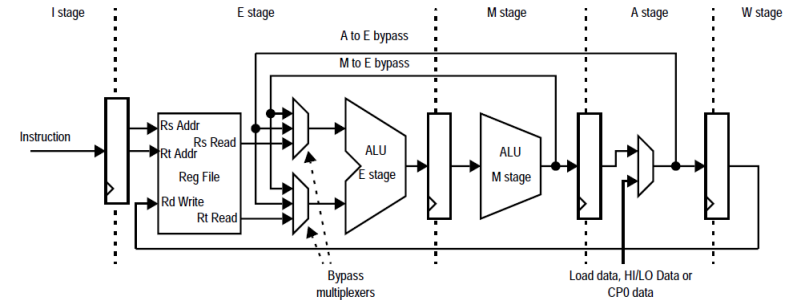 I stage
E stage
M stage
A stage
W stage
A to E bypass
M to E bypass
Instruction
Rs Addr
Rs Read
Rt Addr
Reg File
Rd Write
Rt Read
ALU
E stage
ALU
M stage
Bypass
multiplexers
Load data, HI/LO Data or
CP0 data